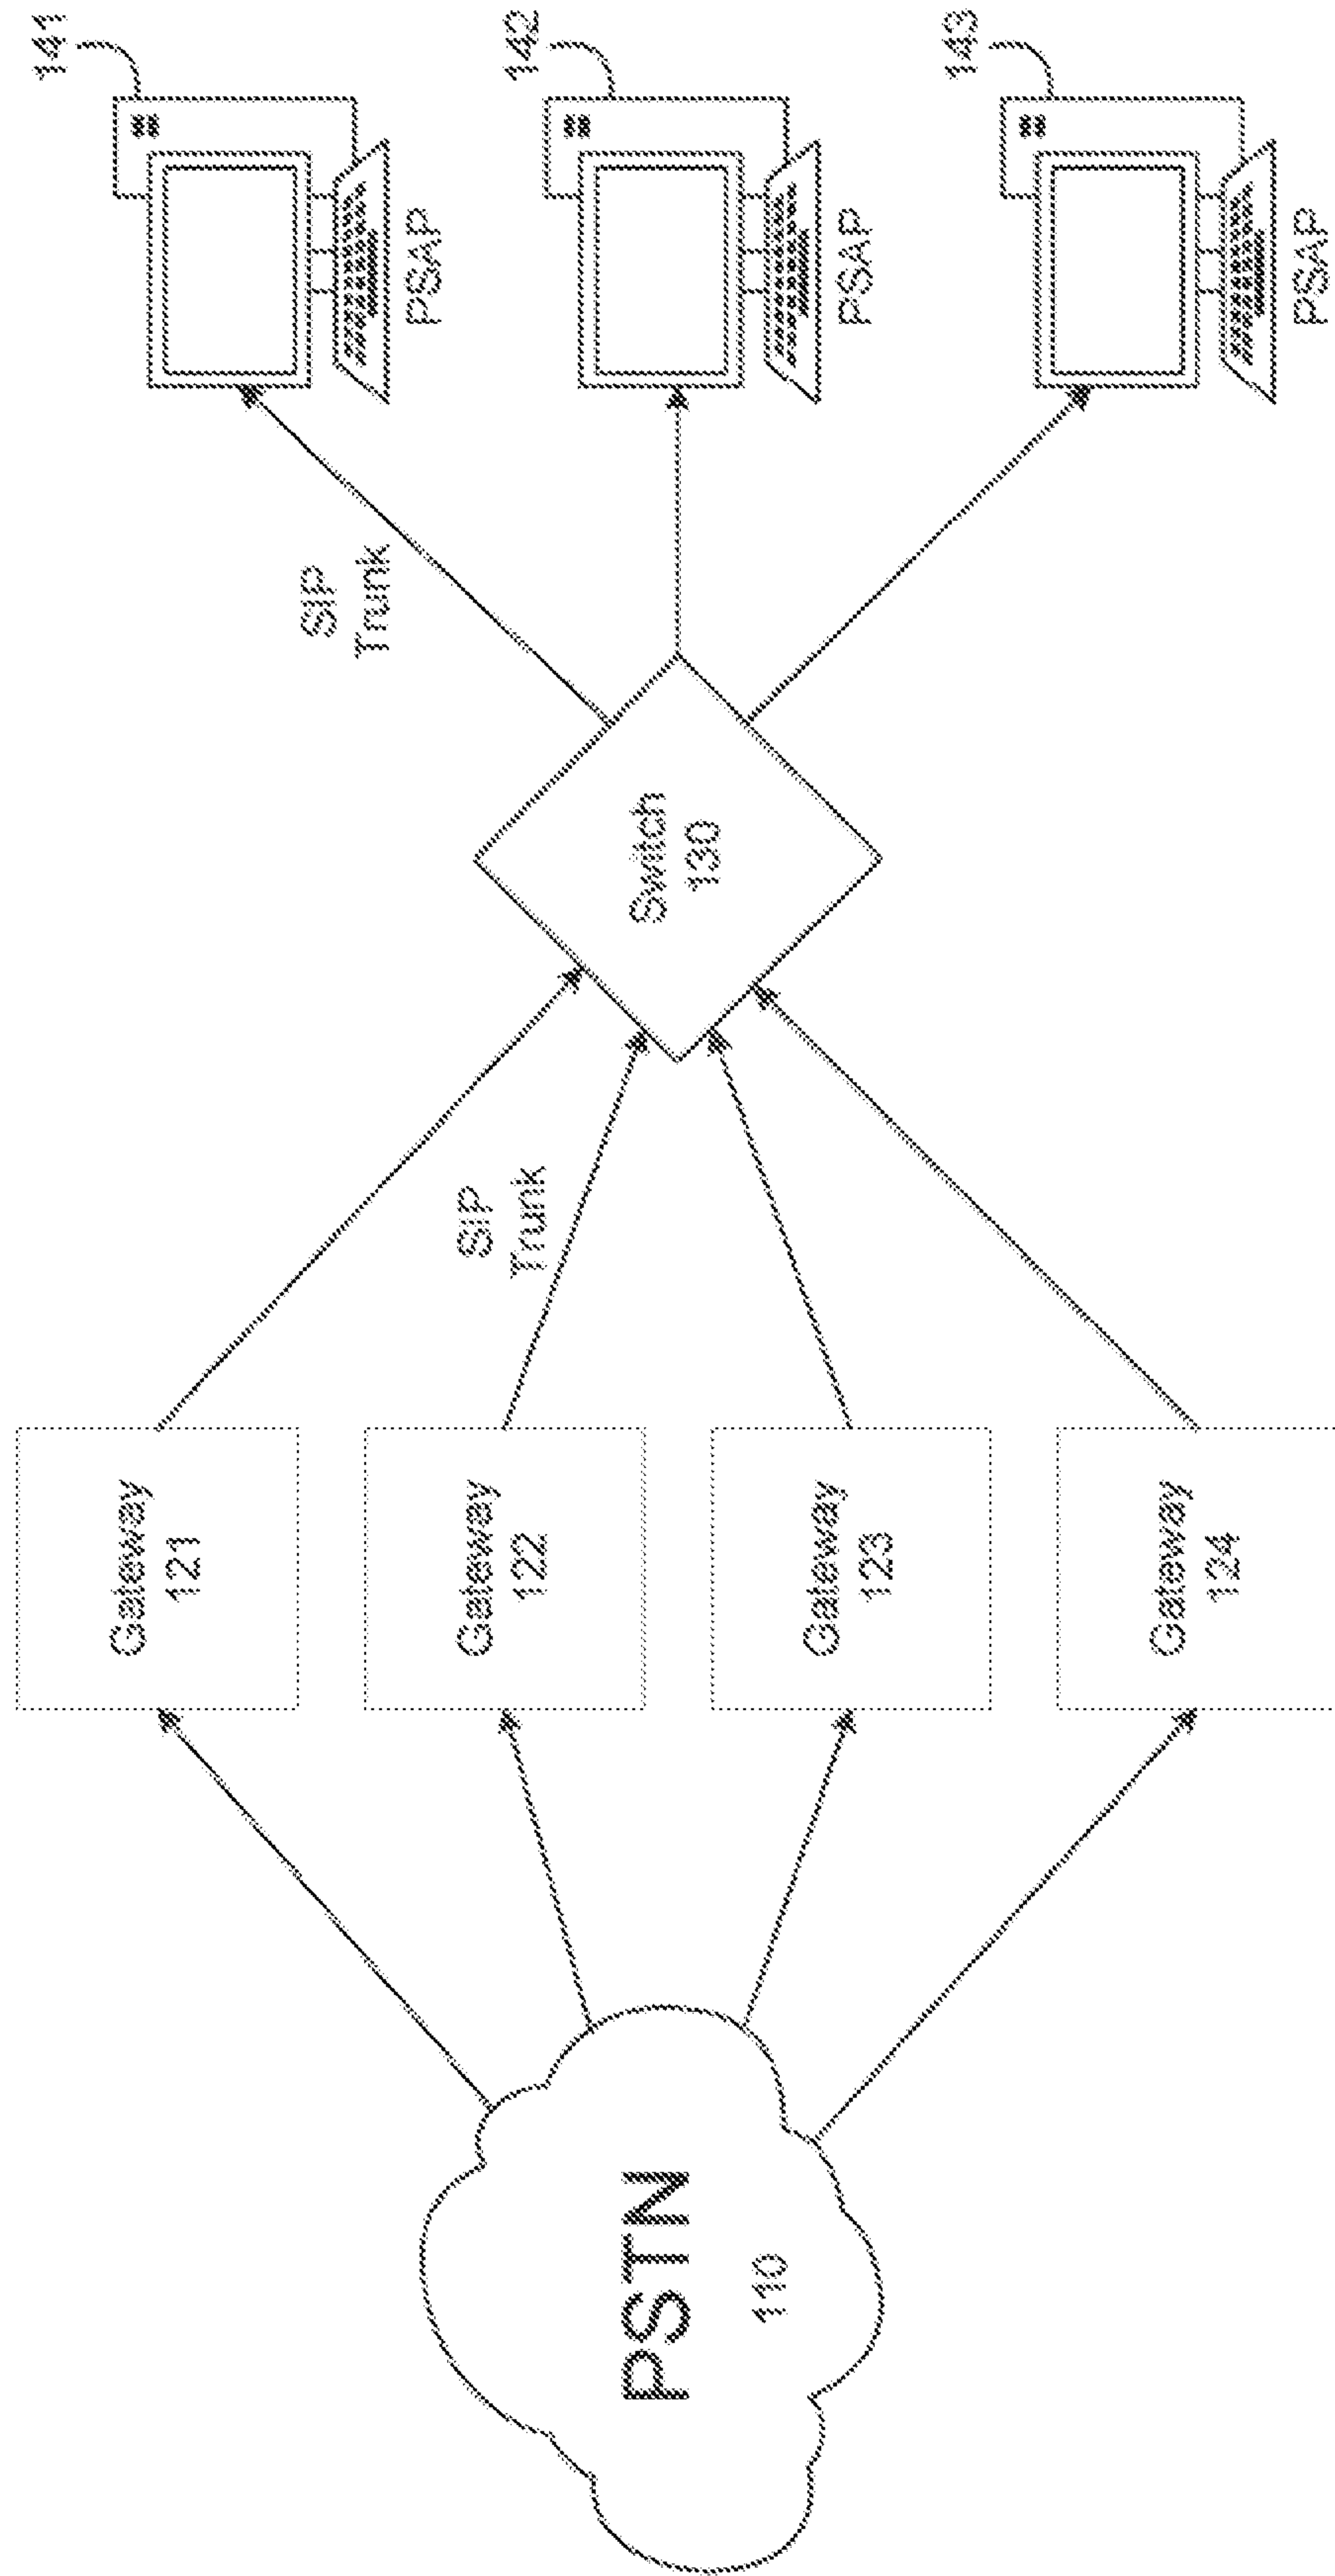 PSTN
110
Gateway
121
Gateway
122
Gateway
123
Gateway
124
SIP
Trunk
Switch
130
SIP
Trunk
141
PSAP
142
PSAP
143
PSAP